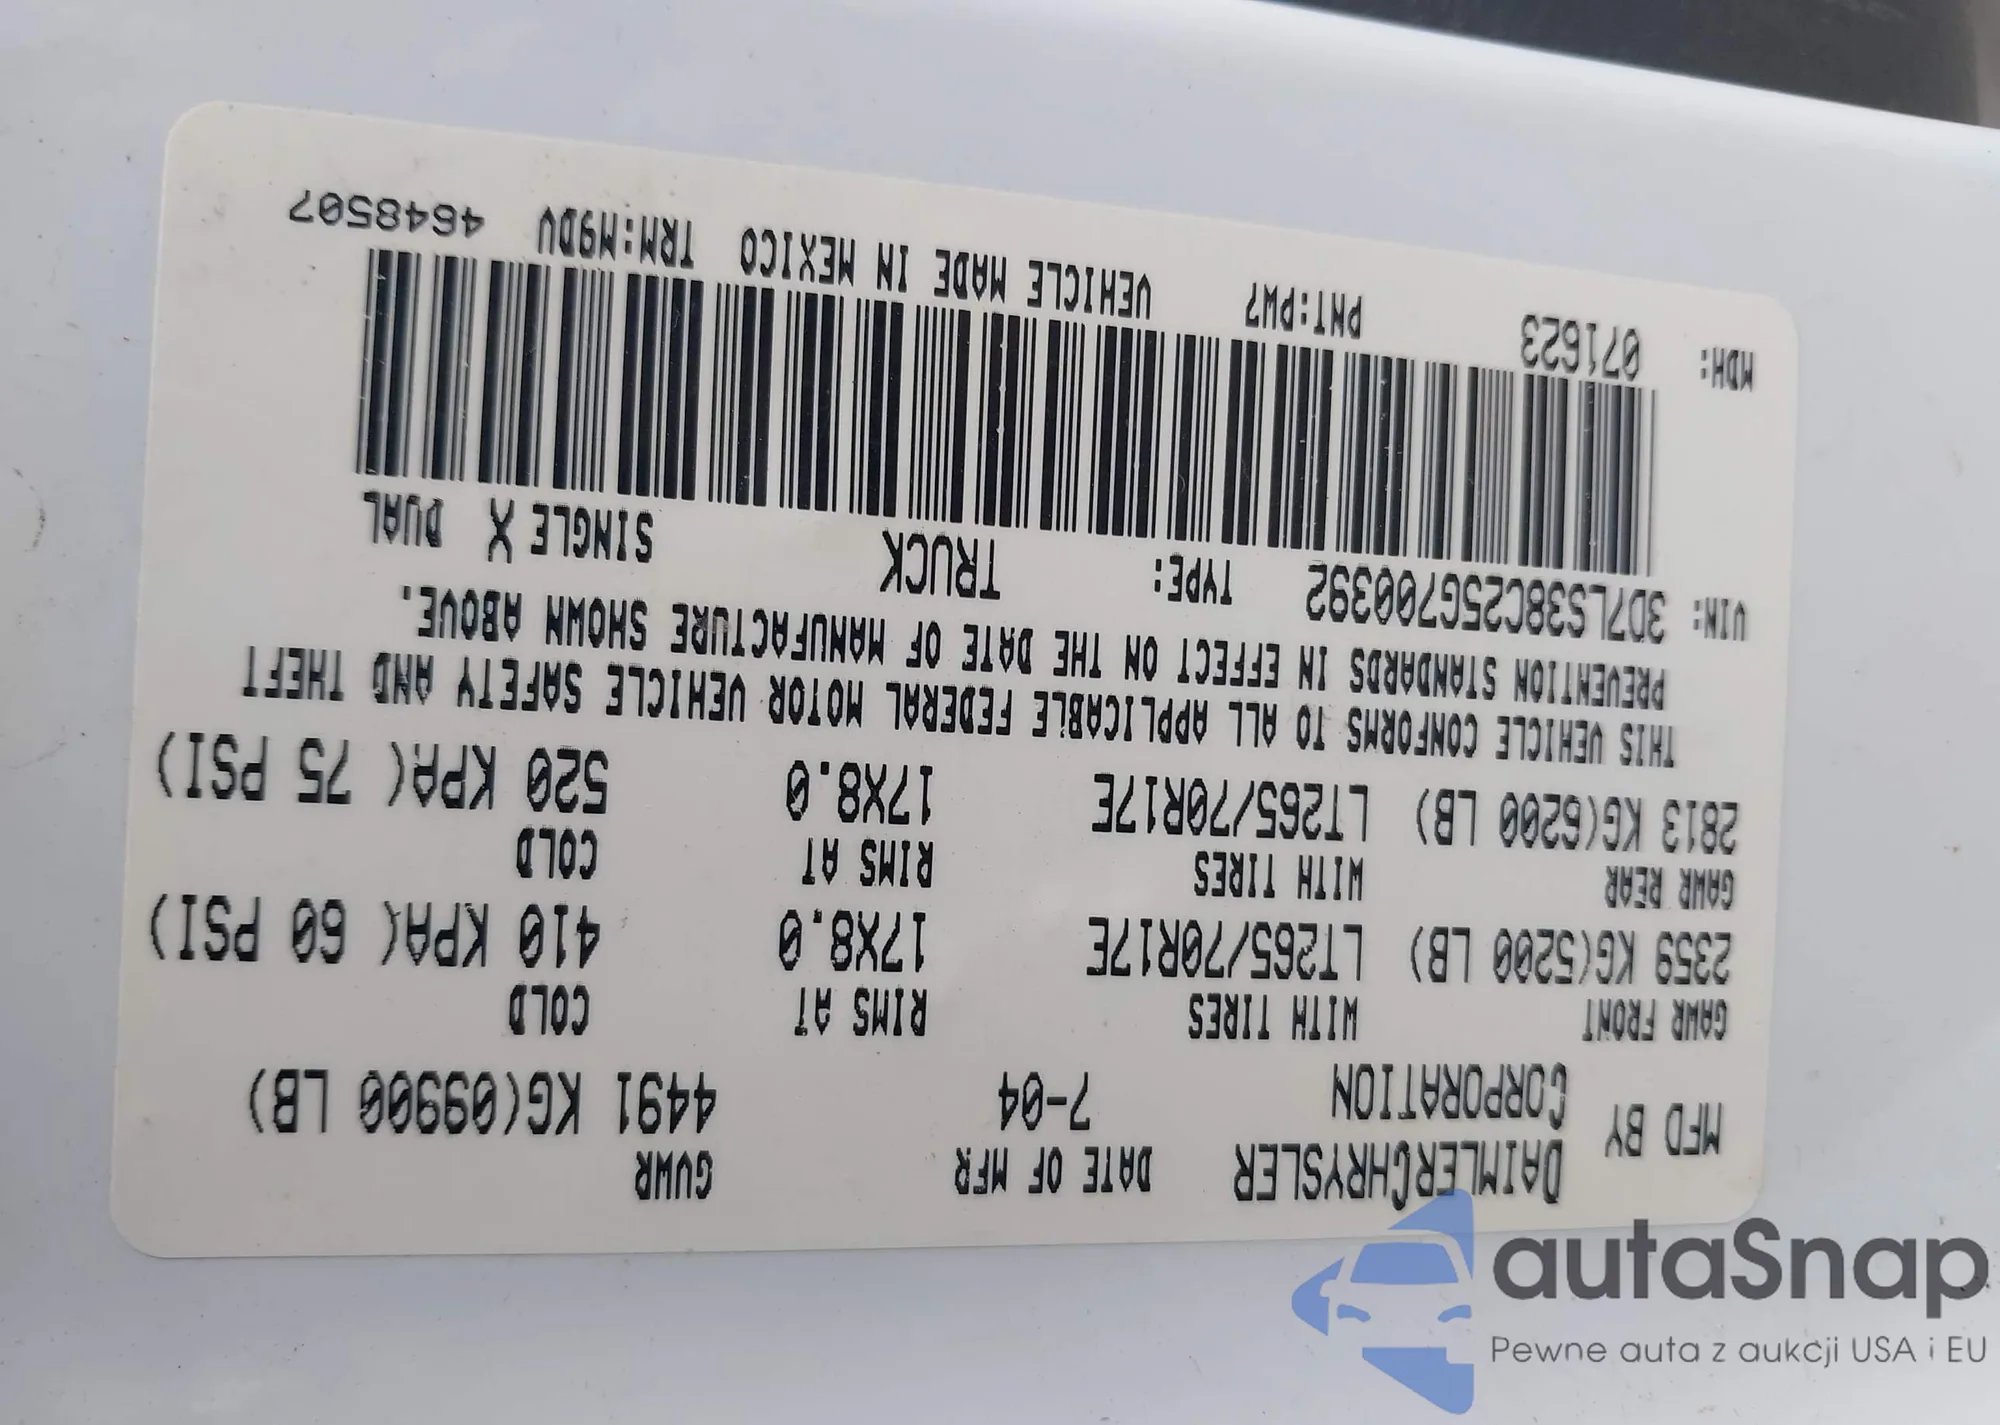 MFD BY DAIMLERCHRYSLER CORPORATION DATE OF MFR 7-04 GVWR 4491 KG(09900 LB)
GAWR FRONT WITH TIRES RIMS AT COLD
2359 KG(5200 LB) LT265/70R17E 17X8.0 410 KPA( 60 PSI)
GAWR REAR WITH TIRES RIMS AT COLD
2813 KG(6200 LB) LT265/70R17E 17X8.0 520 KPA( 75 PSI)
THIS VEHICLE CONFORMS TO ALL APPLICABLE FEDERAL MOTOR VEHICLE SAFETY AND THEFT
PREVENTION STANDARDS IN EFFECT ON THE DATE OF MANUFACTURE SHOWN ABOVE.
VIN: 3D7LS38C25G700392 TYPE: TRUCK SINGLE X DUAL
MDH: 071623 PNT:PW7 VEHICLE MADE IN MEXICO TRM:M9DV 4648507
autaSnap
Pewne auta z aukcji USA i EU